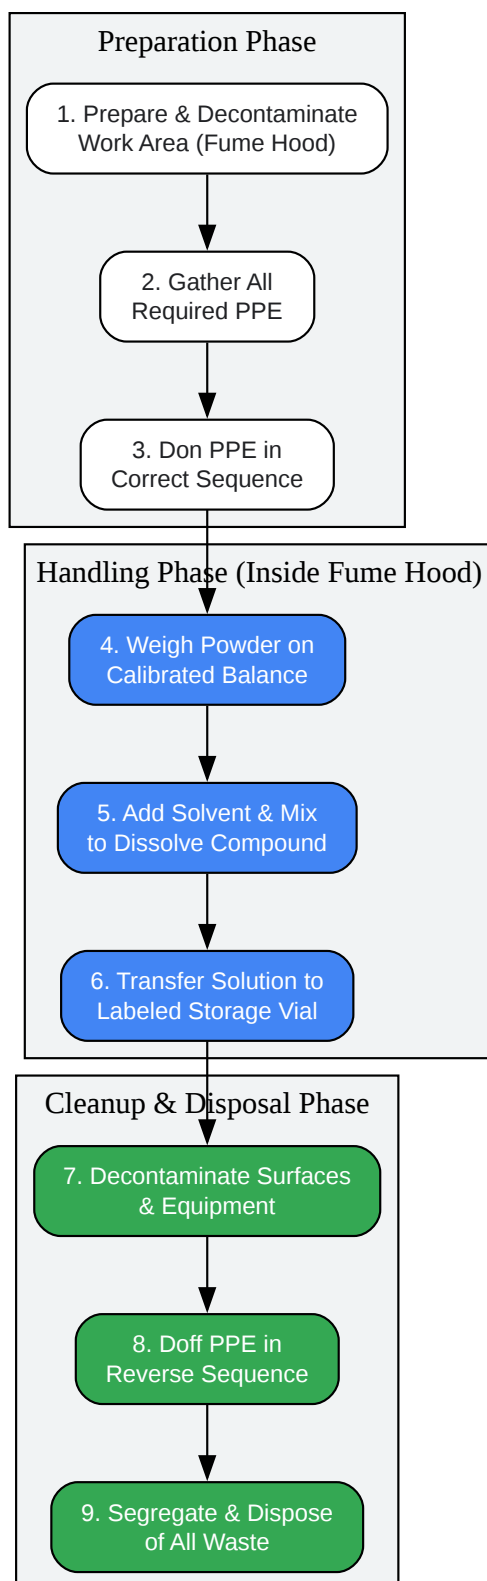 Preparation Phase
1. Prepare & Decontaminate
Work Area (Fume Hood)
2. Gather All
Required PPE
3. Don PPE in
Correct Sequence
Handling Phase (Inside Fume Hood)
4. Weigh Powder on
Calibrated Balance
5. Add Solvent & Mix
to Dissolve Compound
6. Transfer Solution to
Labeled Storage Vial
Cleanup & Disposal Phase
7. Decontaminate Surfaces
& Equipment
8. Doff PPE in
Reverse Sequence
9. Segregate & Dispose
of All Waste